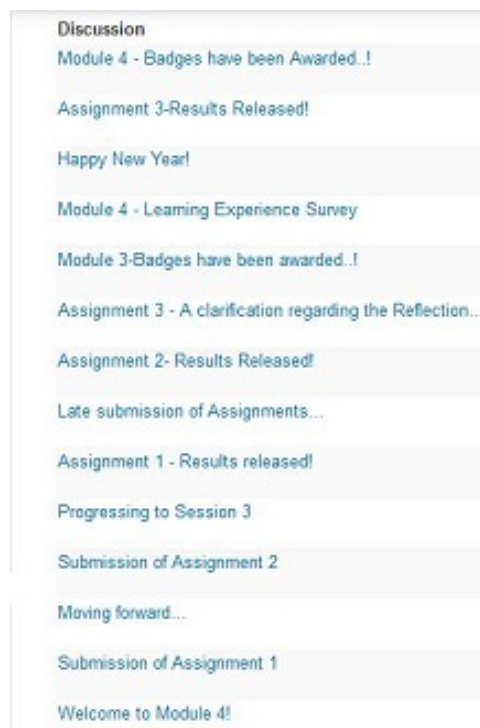 Discussion
Module 4 - Badges have been Awarded..!
Assignment 3-Results Released!
Happy New Year!
Module 4 - Learning Experience Survey
Module 3-Badges have been awarded..!
Assignment 3 - A clarification regarding the Reflection...
Assignment 2- Results Released!
Late submission of Assignments...
Assignment 1 - Results released!
Progressing to Session 3
Submission of Assignment 2
Moving forward...
Submission of Assignment 1
Welcome to Module 4!